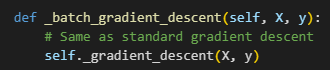 def _batch_gradient_descent(self, X, y):
    # Same as standard gradient descent
    self._gradient_descent(X, y)